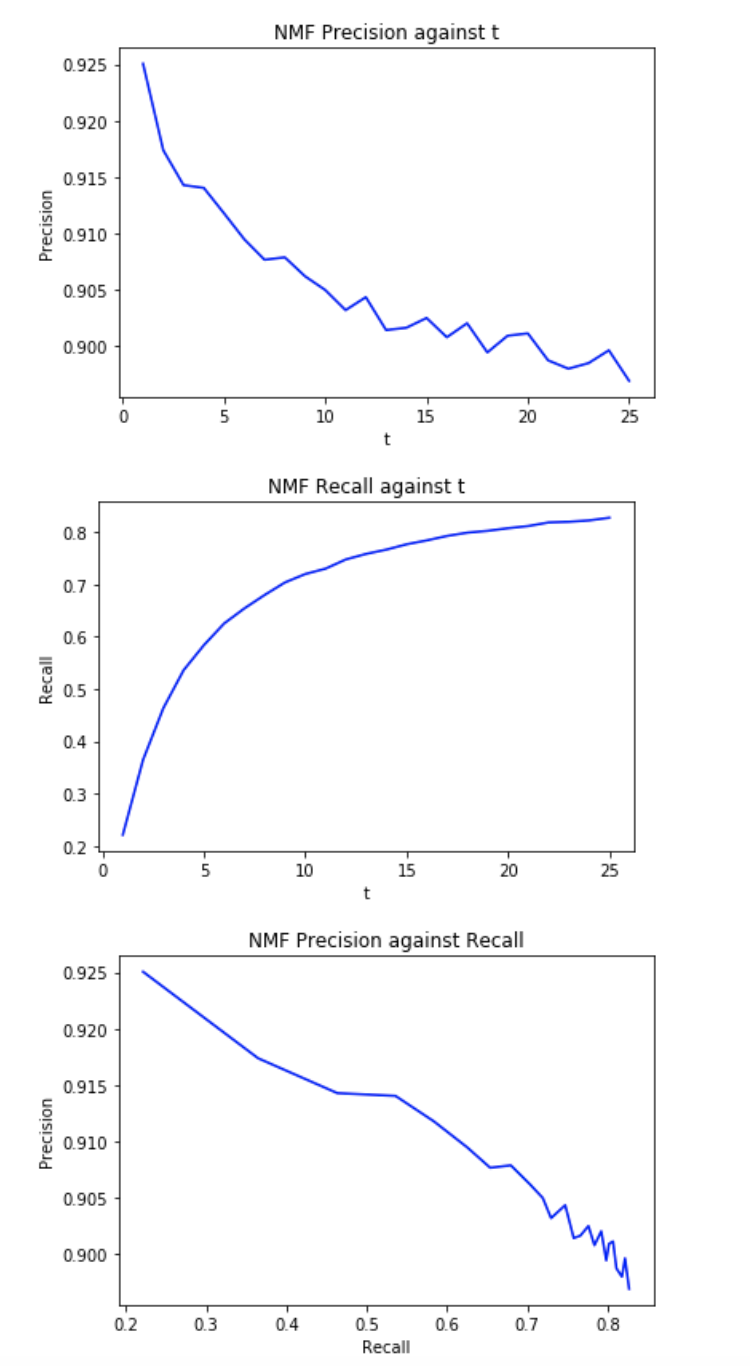 NMF Precision against t
0.925
0.920
0.915
0.910
0.905
0.900
Precision
0 5 10 15 20 25
t
NMF Recall against t
0.8
0.7
0.6
0.5
0.4
0.3
0.2
Recall
0 5 10 15 20 25
t
NMF Precision against Recall
0.925
0.920
0.915
0.910
0.905
0.900
Precision
0.2 0.3 0.4 0.5 0.6 0.7 0.8
Recall